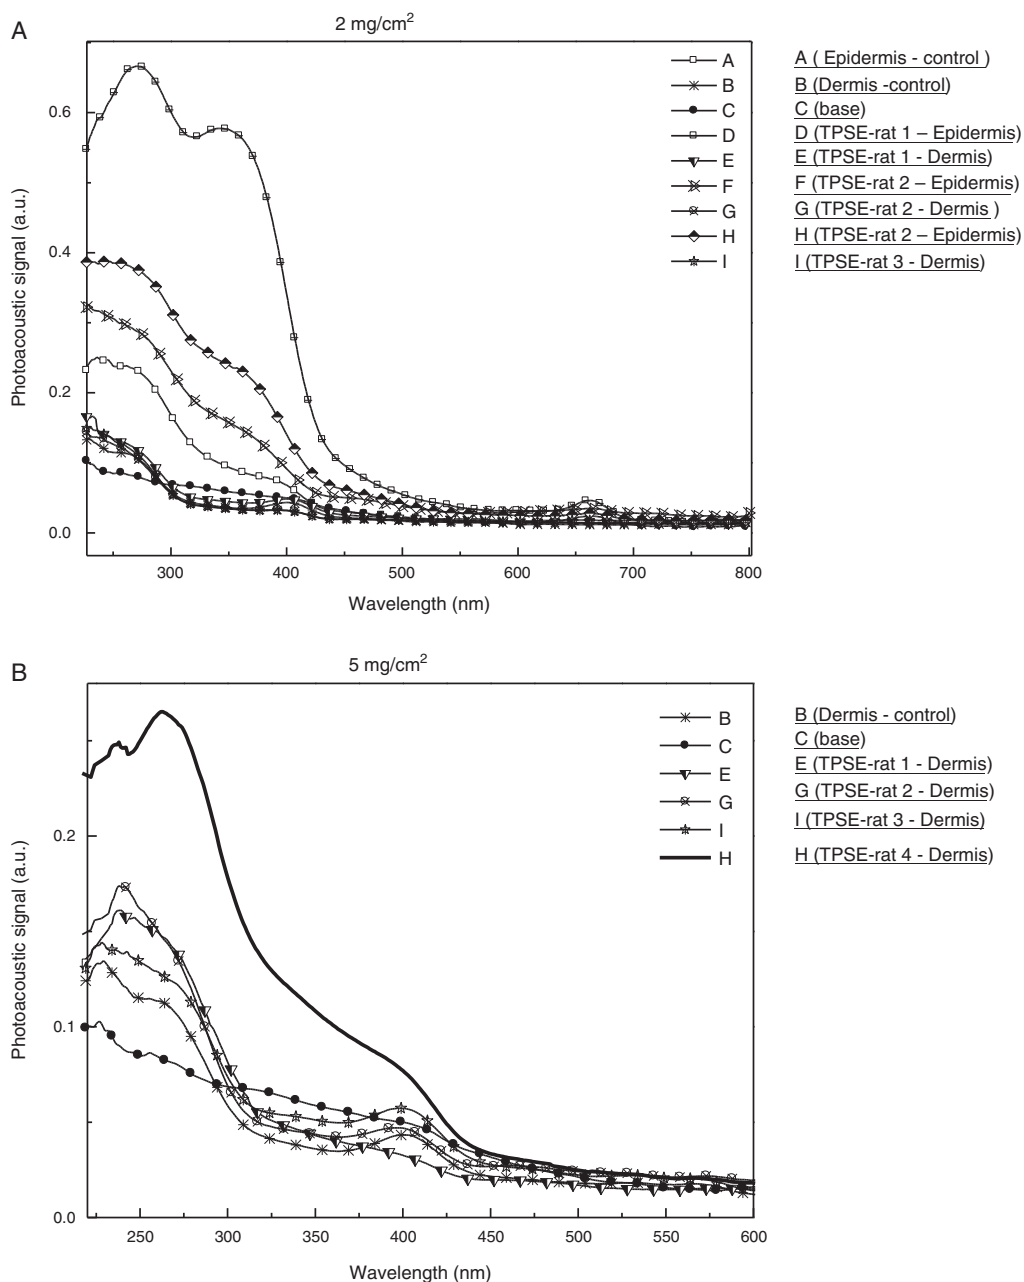 A
2 mg/cm²
Photoacoustic signal (a.u.)
0.6
0.4
0.2
0.0
300 400 500 600 700 800
Wavelength (nm)
A
B
C
D
E
F
G
H
I
A ( Epidermis - control )
B (Dermis -control)
C (base)
D (TPSE-rat 1 – Epidermis)
E (TPSE-rat 1 - Dermis)
F (TPSE-rat 2 – Epidermis)
G (TPSE-rat 2 - Dermis )
H (TPSE-rat 2 – Epidermis)
I (TPSE-rat 3 - Dermis)
B
5 mg/cm²
Photoacoustic signal (a.u.)
0.2
0.1
0.0
250 300 350 400 450 500 550 600
Wavelength (nm)
B
C
E
G
I
H
B (Dermis - control)
C (base)
E (TPSE-rat 1 - Dermis)
G (TPSE-rat 2 - Dermis)
I (TPSE-rat 3 - Dermis)
H (TPSE-rat 4 - Dermis)